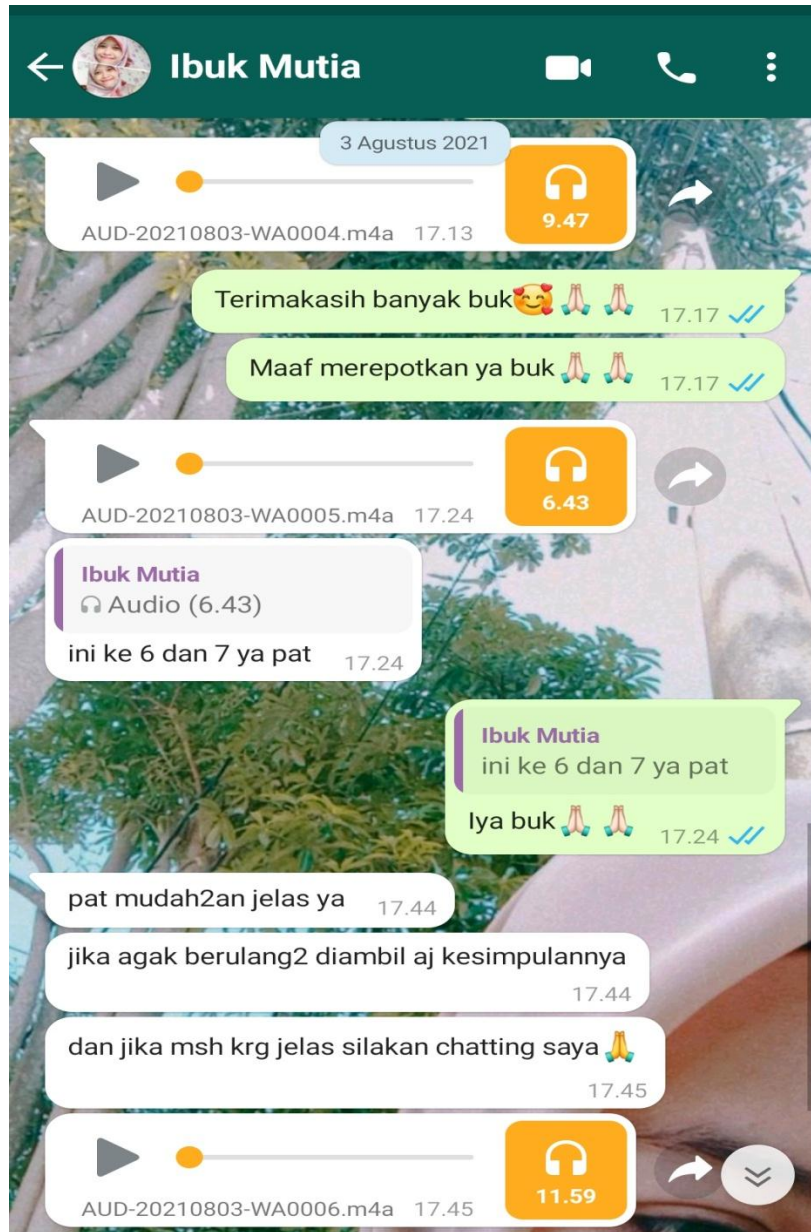 Ibuk Mutia
3 Agustus 2021
9.47
AUD-20210803-WA0004.m4a 17.13
Terimakasih banyak buk🥰🙏🏻 🙏🏻 17.17
Maaf merepotkan ya buk🙏🏻 🙏🏻 17.17
6.43
AUD-20210803-WA0005.m4a 17.24
Ibuk Mutia
Audio (6.43)
ini ke 6 dan 7 ya pat 17.24
Ibuk Mutia
ini ke 6 dan 7 ya pat
Iya buk🙏🏻 🙏🏻 17.24
pat mudah2an jelas ya 17.44
jika agak berulang2 diambil aj kesimpulannya
17.44
dan jika msh krg jelas silakan chatting saya🙏
17.45
11.59
AUD-20210803-WA0006.m4a 17.45